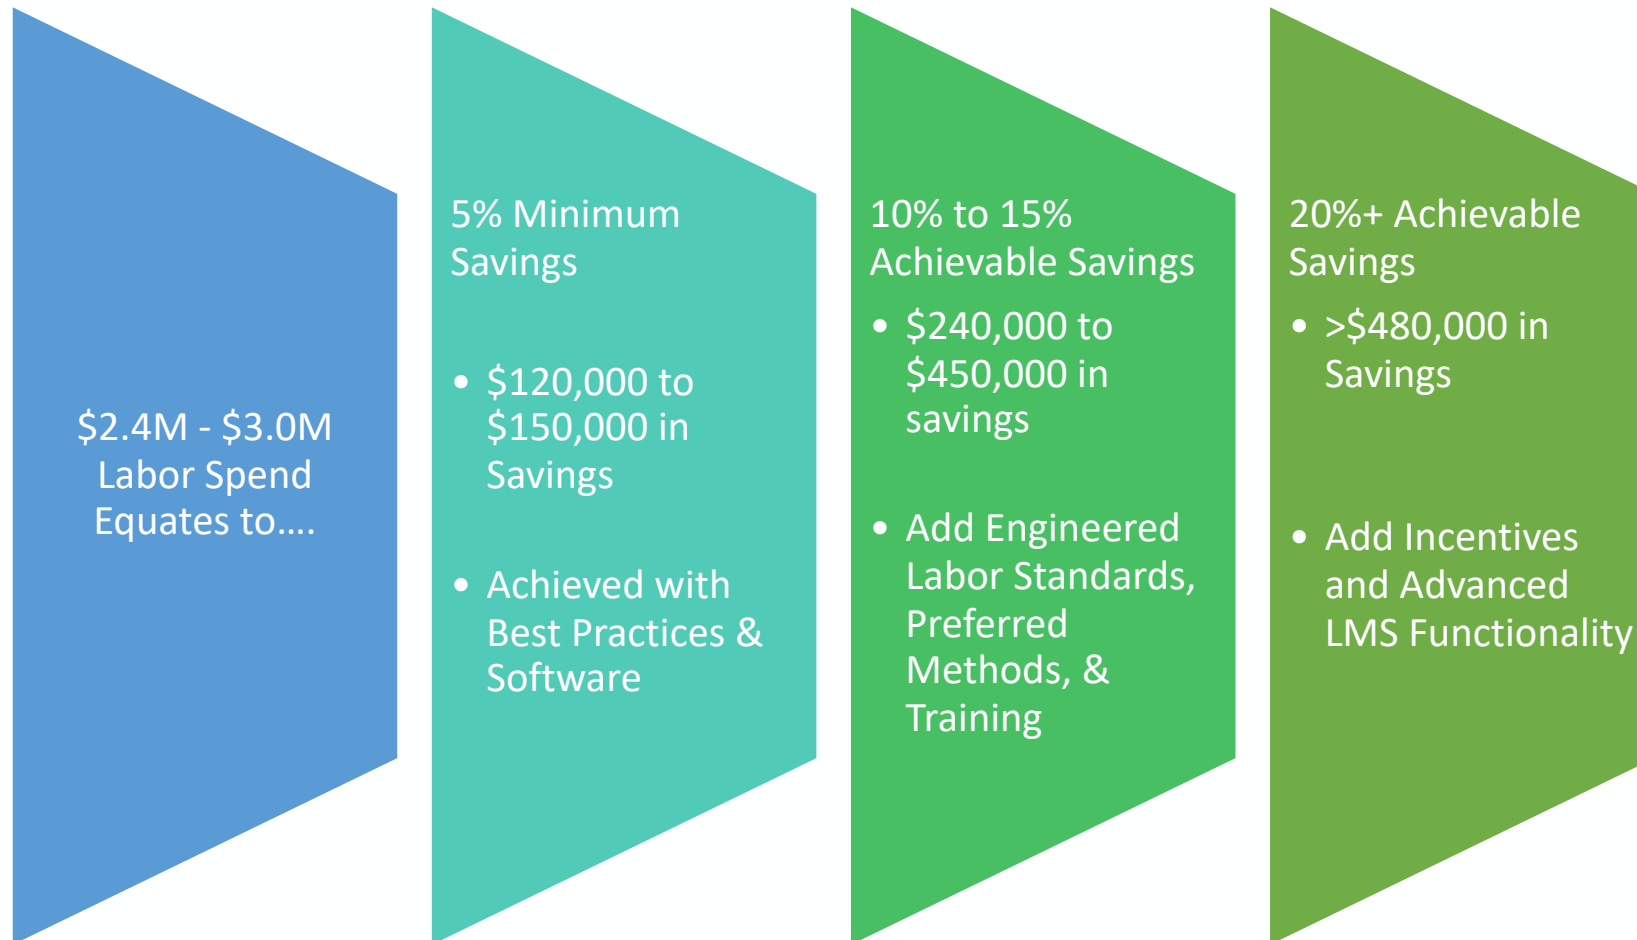 $2.4M - $3.0M
Labor Spend
Equates to....
5% Minimum
Savings
• $120,000 to
$150,000 in
Savings
• Achieved with
Best Practices &
Software
10% to 15%
Achievable Savings
• $240,000 to
$450,000 in
savings
• Add Engineered
Labor Standards,
Preferred
Methods, &
Training
20%+ Achievable
Savings
• >$480,000 in
Savings
• Add Incentives
and Advanced
LMS Functionality